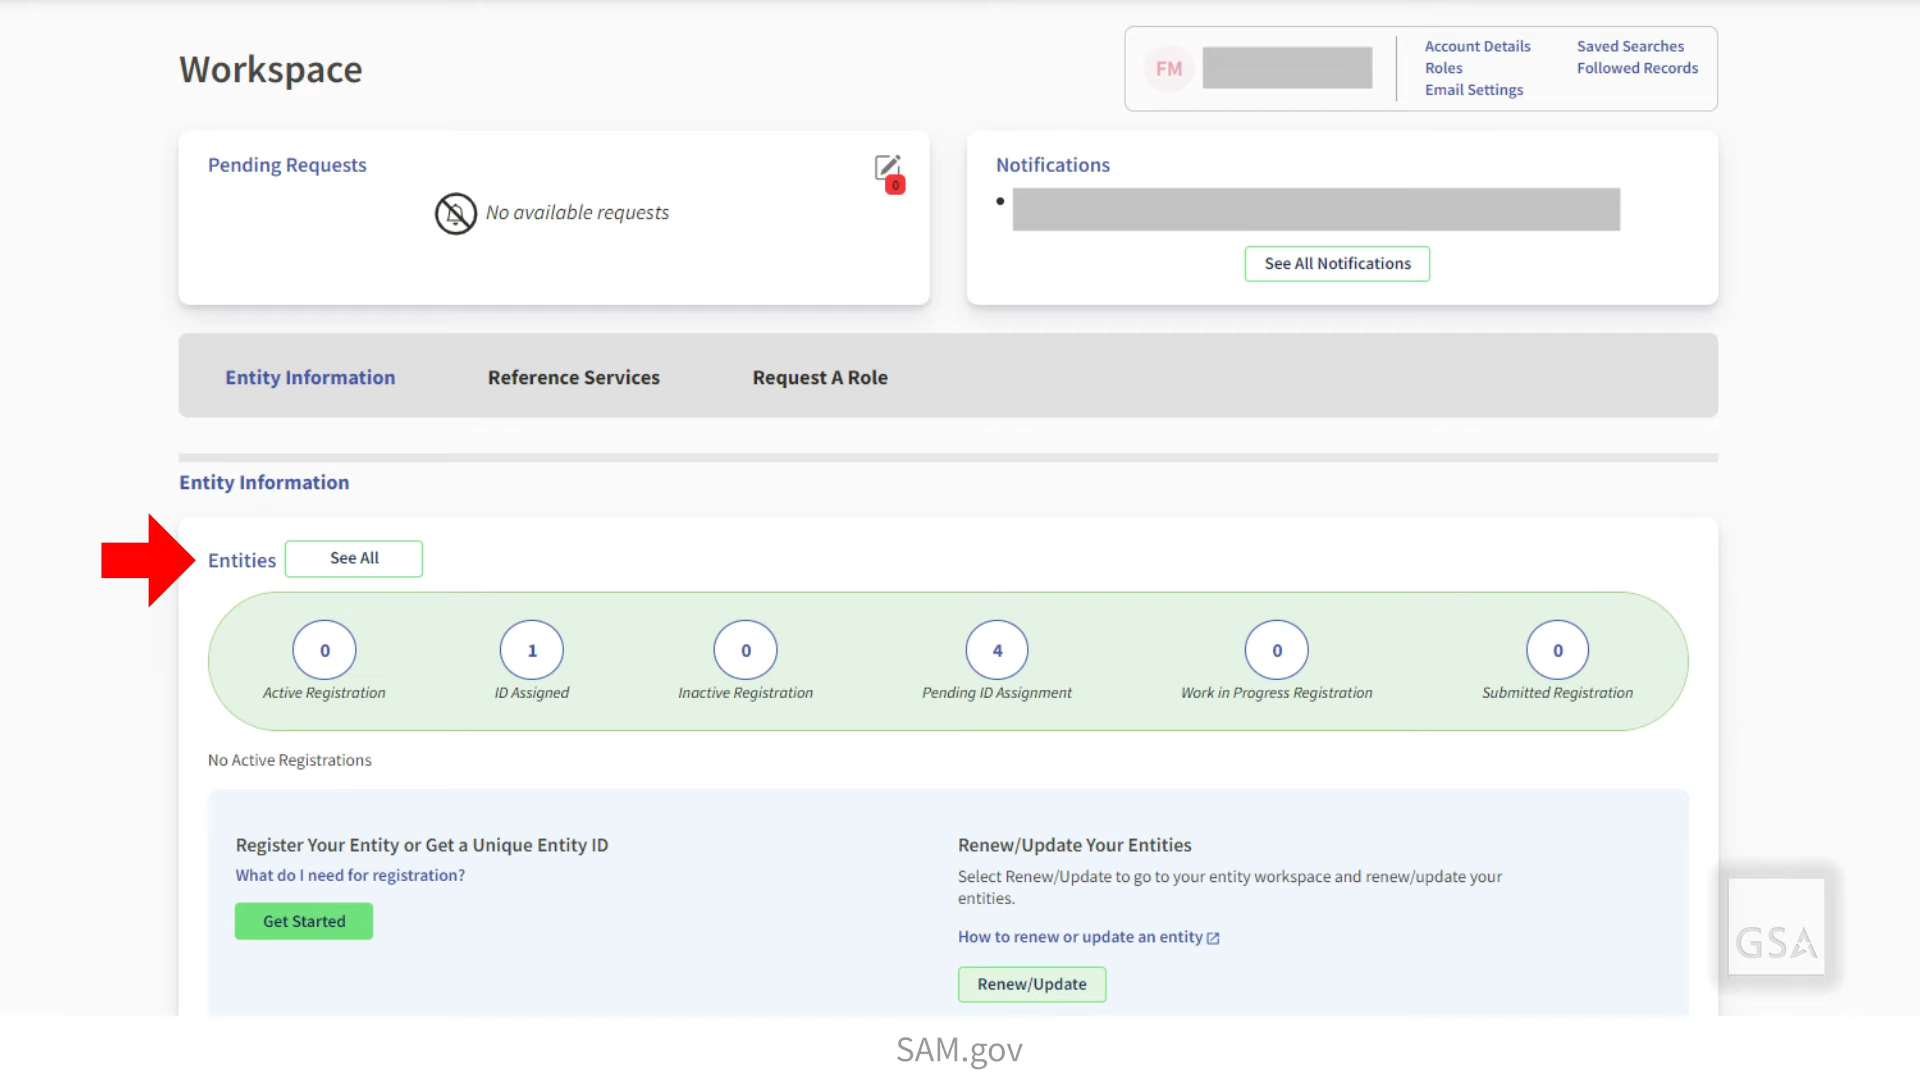 Workspace
FM
Account Details
Roles
Email Settings
Saved Searches
Followed Records
Pending Requests
0
No available requests
Notifications
See All Notifications
Entity Information
Reference Services
Request A Role
Entity Information
Entities
See All
0
Active Registration
1
ID Assigned
0
Inactive Registration
4
Pending ID Assignment
0
Work in Progress Registration
0
Submitted Registration
No Active Registrations
Register Your Entity or Get a Unique Entity ID
What do I need for registration?
Get Started
Renew/Update Your Entities
Select Renew/Update to go to your entity workspace and renew/update your
entities.
How to renew or update an entity
Renew/Update
GSA
SAM.gov